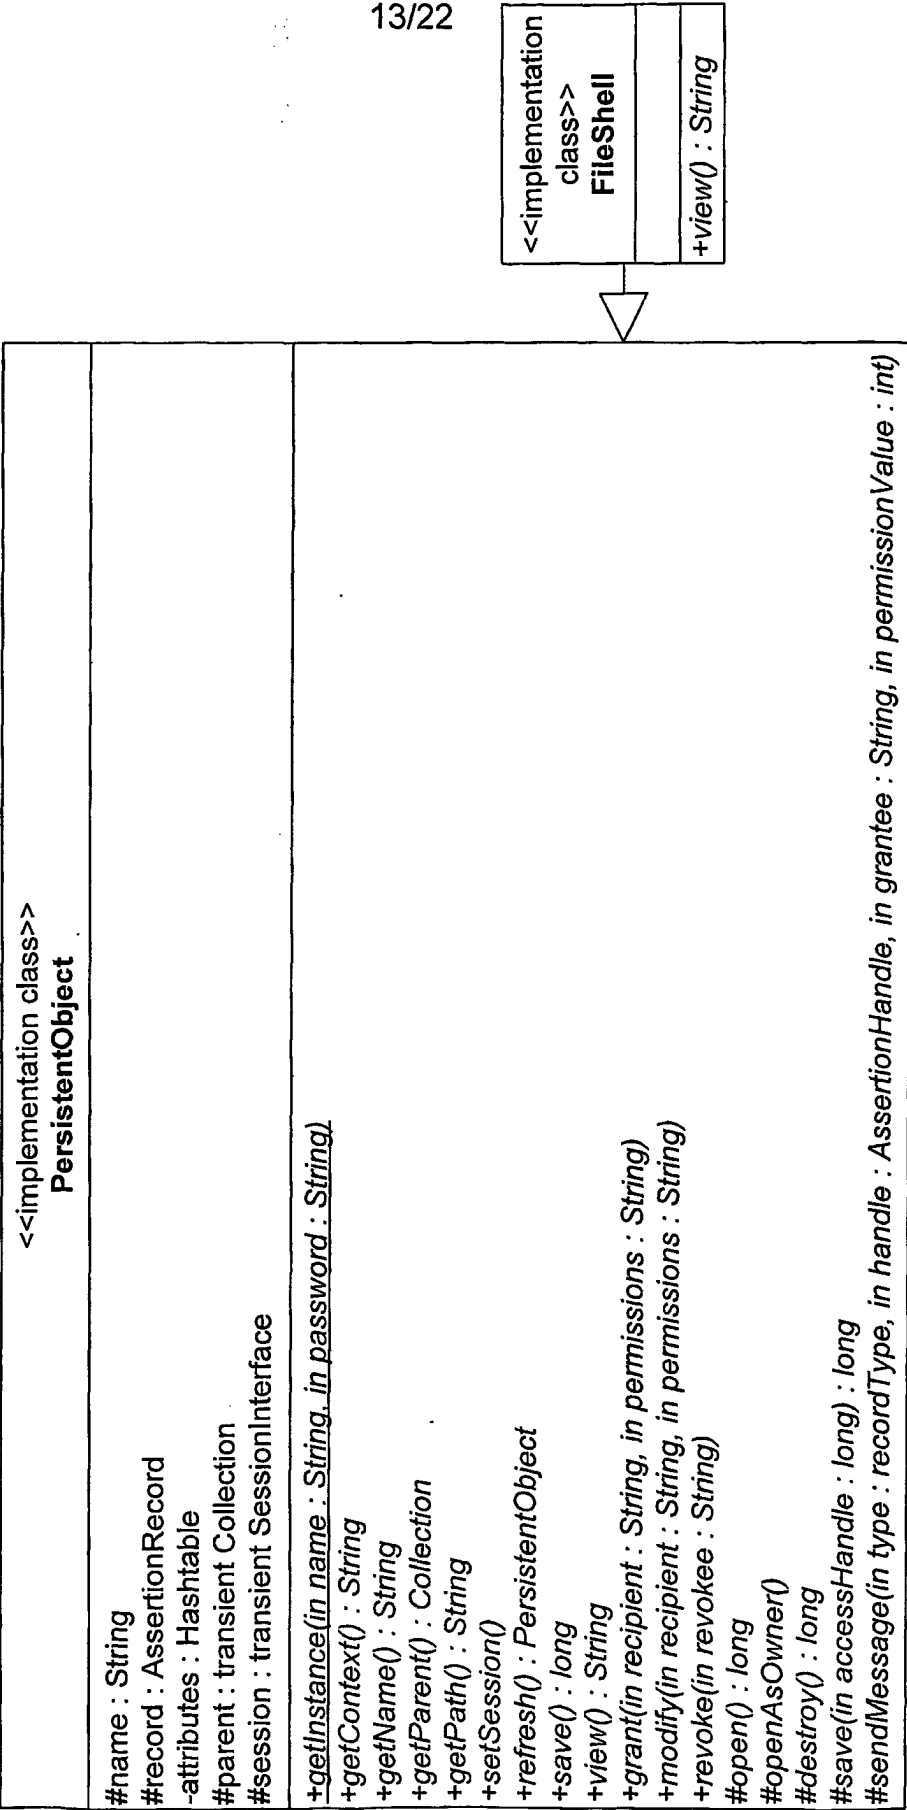 13/22
<<implementation class>>
PersistentObject
#name : String
#record : AssertionRecord
-attributes : Hashtable
#parent : transient Collection
#session : transient SessionInterface
+getInstance(in name : String, in password : String)
+getContext() : String
+getName() : String
+getParent() : Collection
+getPath() : String
+setSession()
+refresh() : PersistentObject
+save() : long
+view() : String
+grant(in recipient : String, in permissions : String)
+modify(in recipient : String, in permissions : String)
+revoke(in revokee : String)
#open() : long
#openAsOwner()
#destroy() : long
#save(in accessHandle : long) : long
#sendMessage(in type : recordType, in handle : AssertionHandle, in grantee : String, in permissionValue : int)
<<implementation
class>>
FileShell
+view() : String